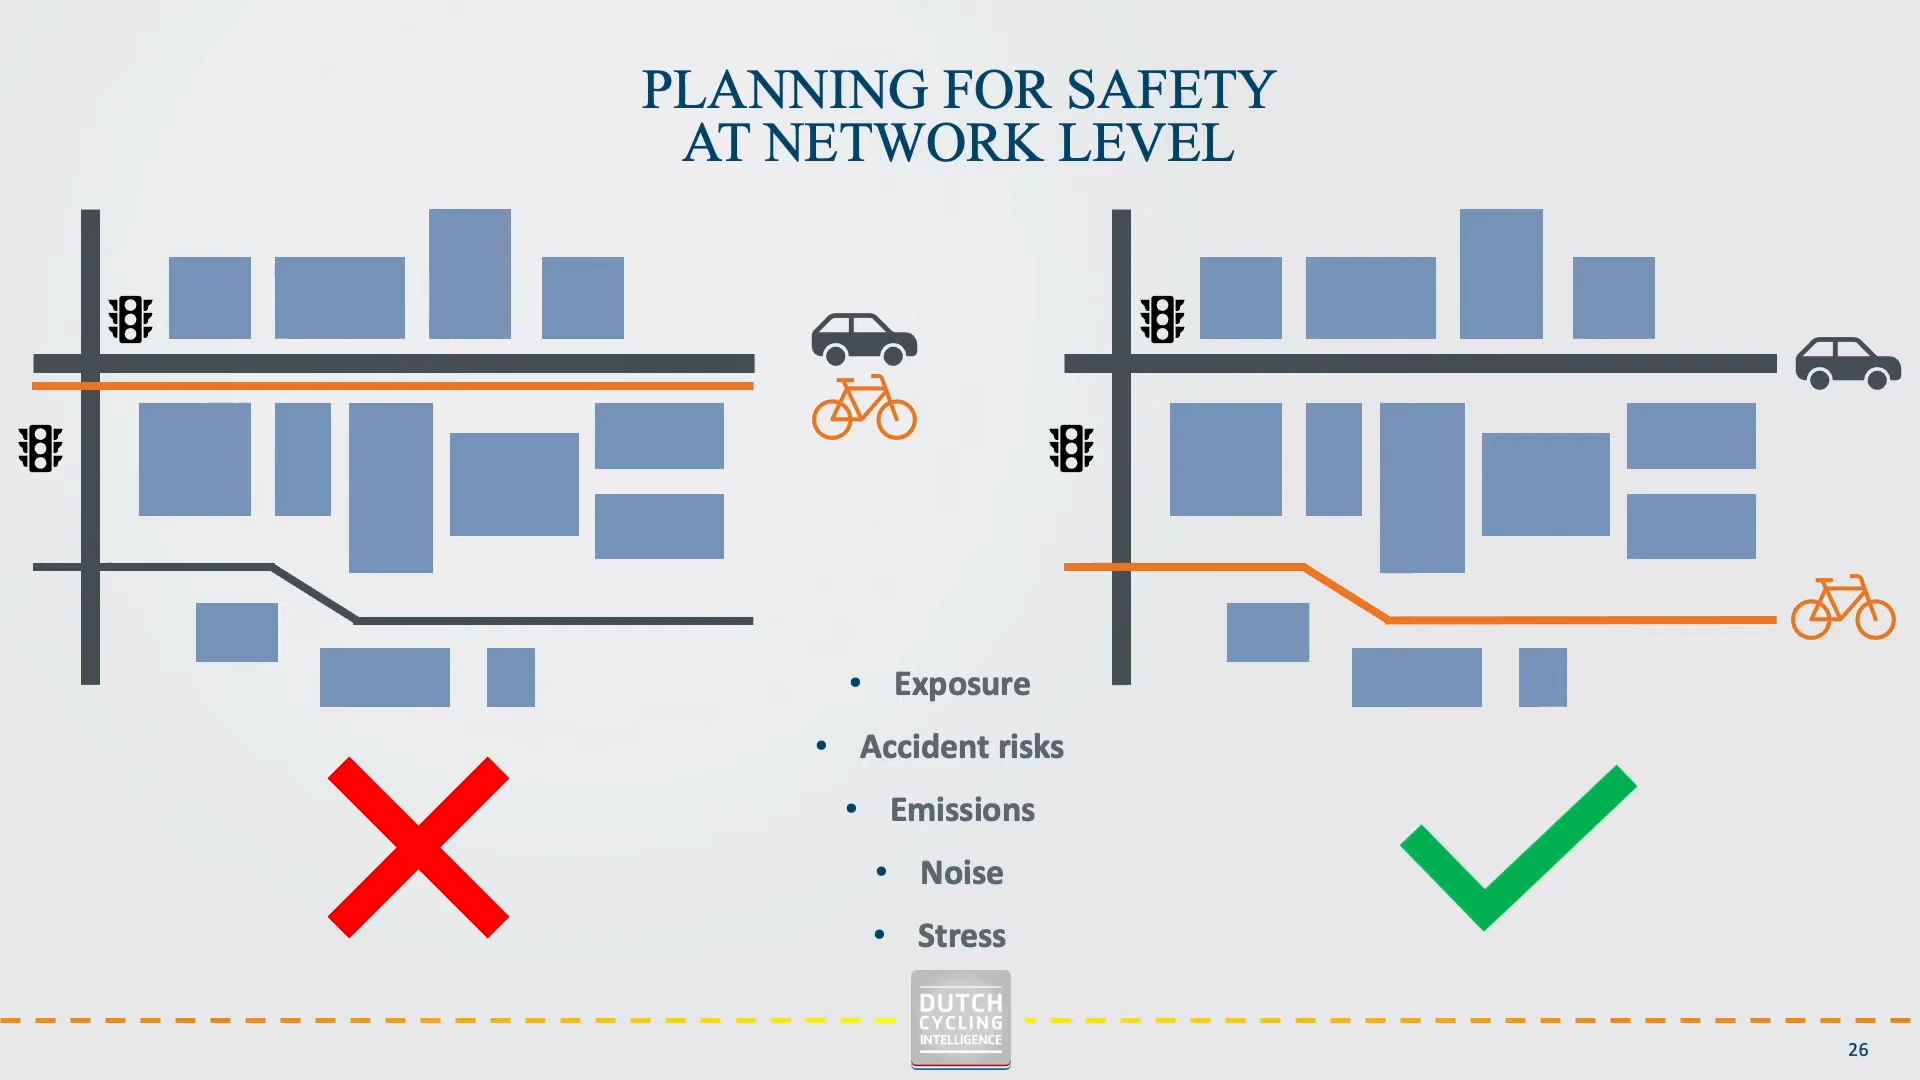 PLANNING FOR SAFETY
AT NETWORK LEVEL
• Exposure
• Accident risks
• Emissions
• Noise
• Stress
DUTCH
CYCLING
INTELLIGENCE
26